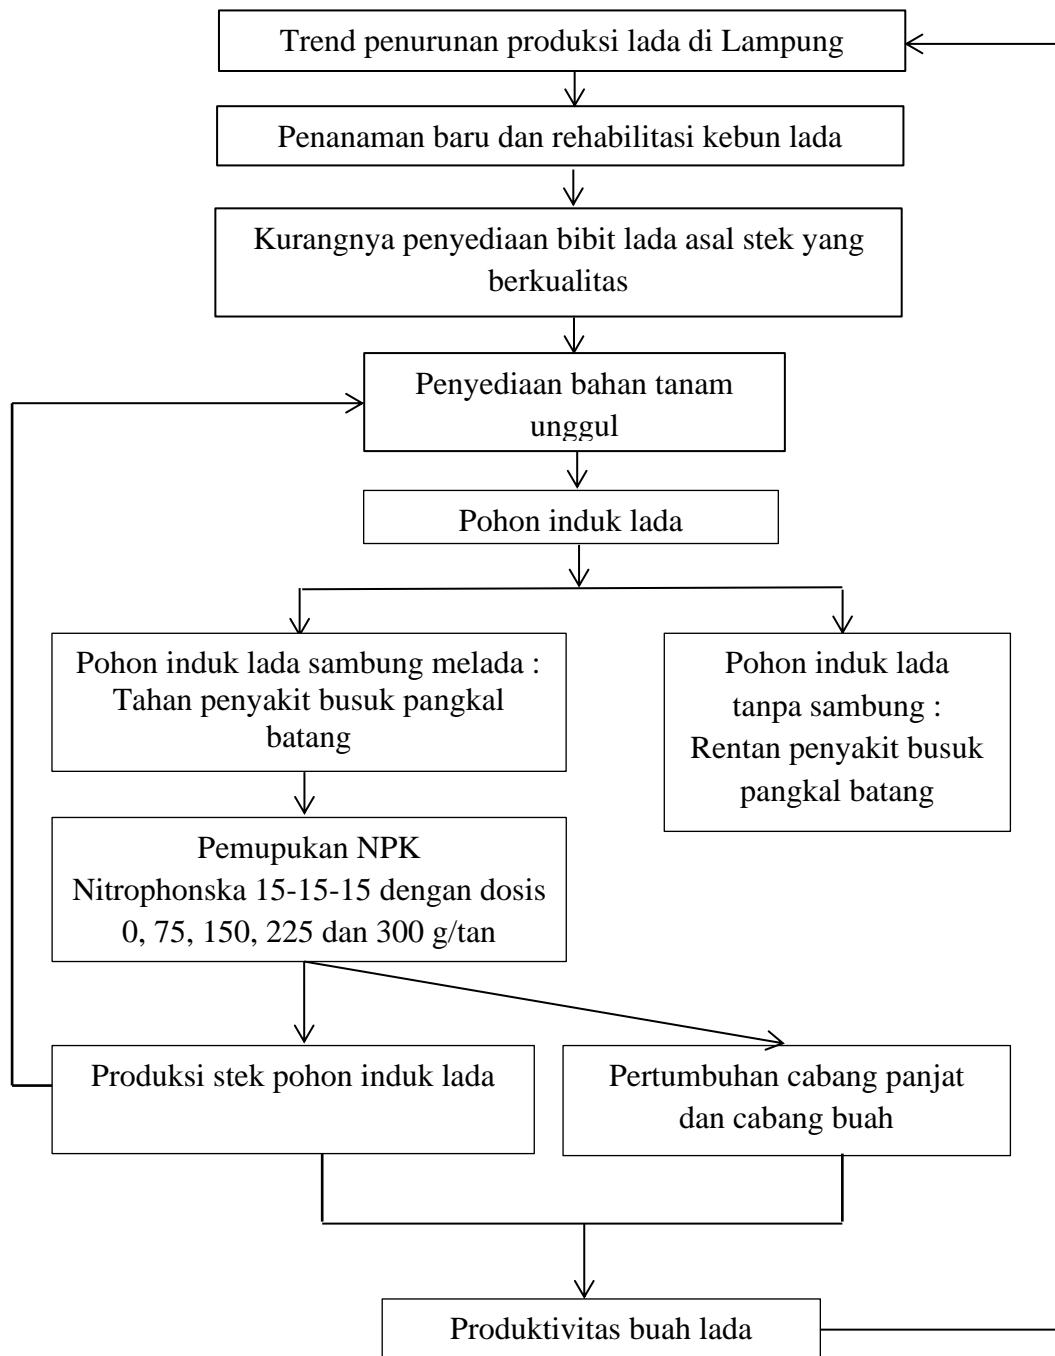 Trend penurunan produksi lada di Lampung
Penanaman baru dan rehabilitasi kebun lada
Kurangnya penyediaan bibit lada asal stek yang
berkualitas
Penyediaan bahan tanam
unggul
Pohon induk lada
Pohon induk lada sambung melada :
Tahan penyakit busuk pangkal
batang
Pohon induk lada
tanpa sambung :
Rentan penyakit busuk
pangkal batang
Pemupukan NPK
Nitrophonska 15-15-15 dengan dosis
0, 75, 150, 225 dan 300 g/tan
Produksi stek pohon induk lada
Pertumbuhan cabang panjat
dan cabang buah
Produktivitas buah lada